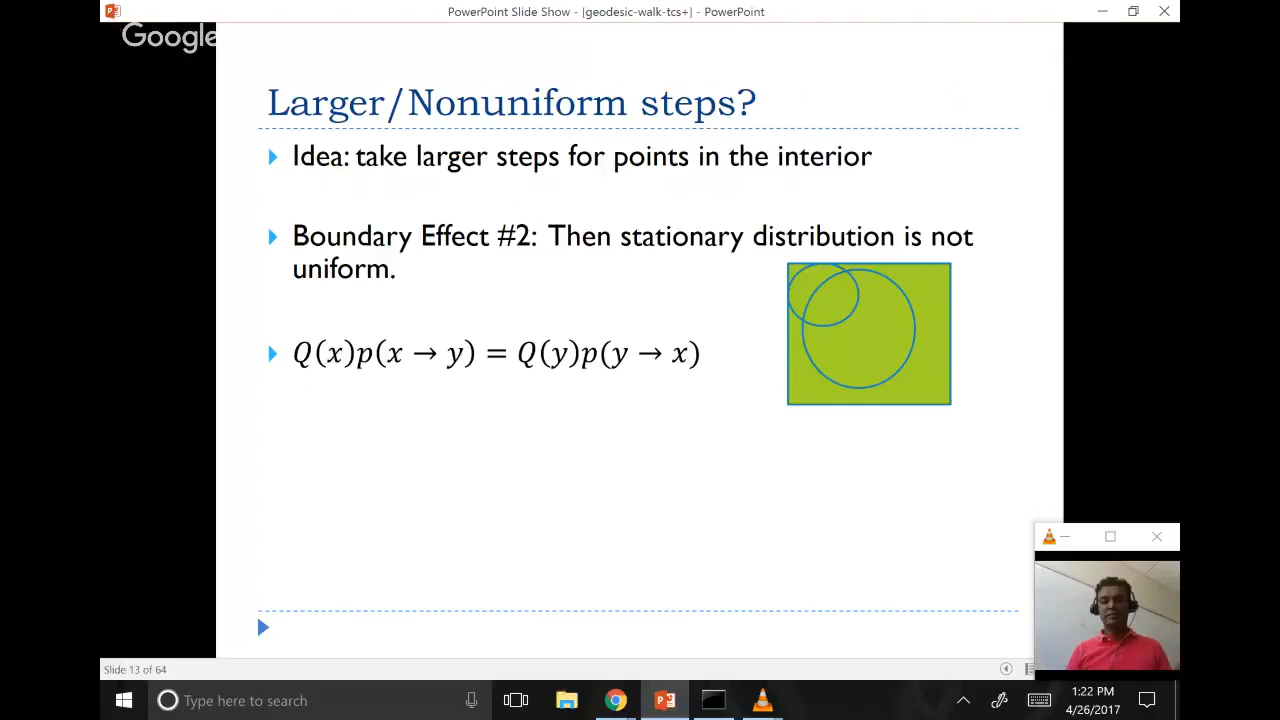 PowerPoint Slide Show - [geodesic-walk-tcs+] - PowerPoint
Google
Larger/Nonuniform steps?
Idea: take larger steps for points in the interior
Boundary Effect #2: Then stationary distribution is not
uniform.
𝑄(𝑥)𝑝(𝑥 → 𝑦) = 𝑄(𝑦)𝑝(𝑦 → 𝑥)
Slide 13 of 64
Type here to search
1:22 PM
4/26/2017